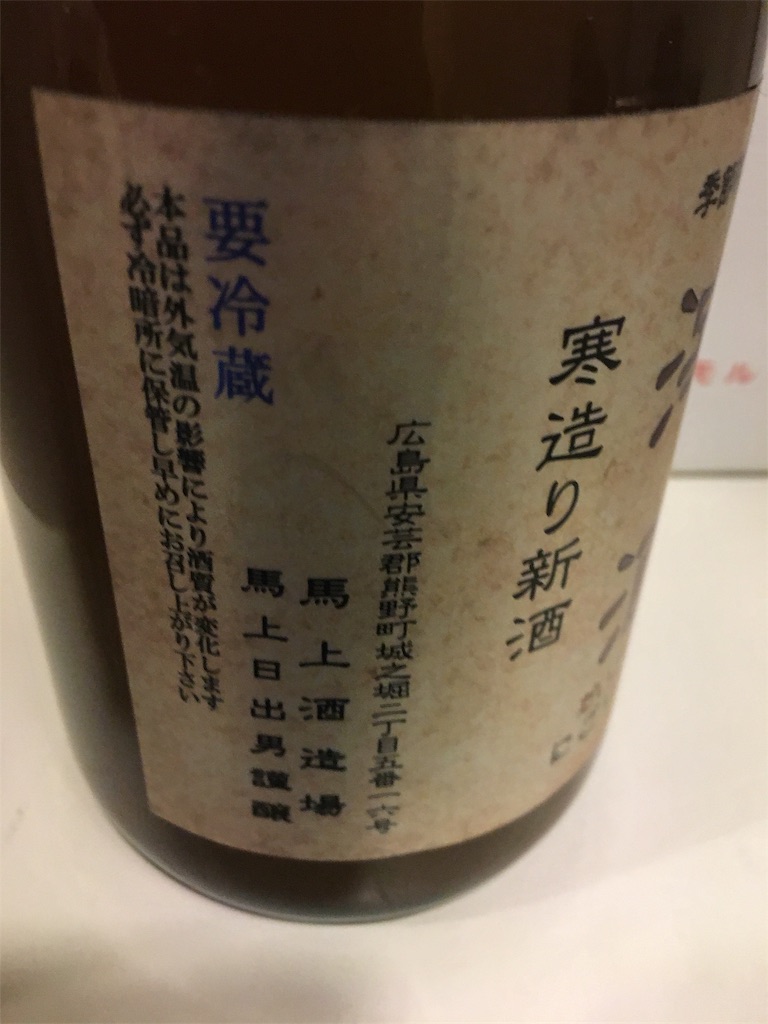 寒造り新酒
広島県安芸郡熊野町城之堀二丁目五番一六号
馬上酒造場
馬上日出男謹醸
要冷蔵
本品は外気温の影響により酒質が変化します
必ず冷暗所に保管し早めにお召し上がり下さい
モル